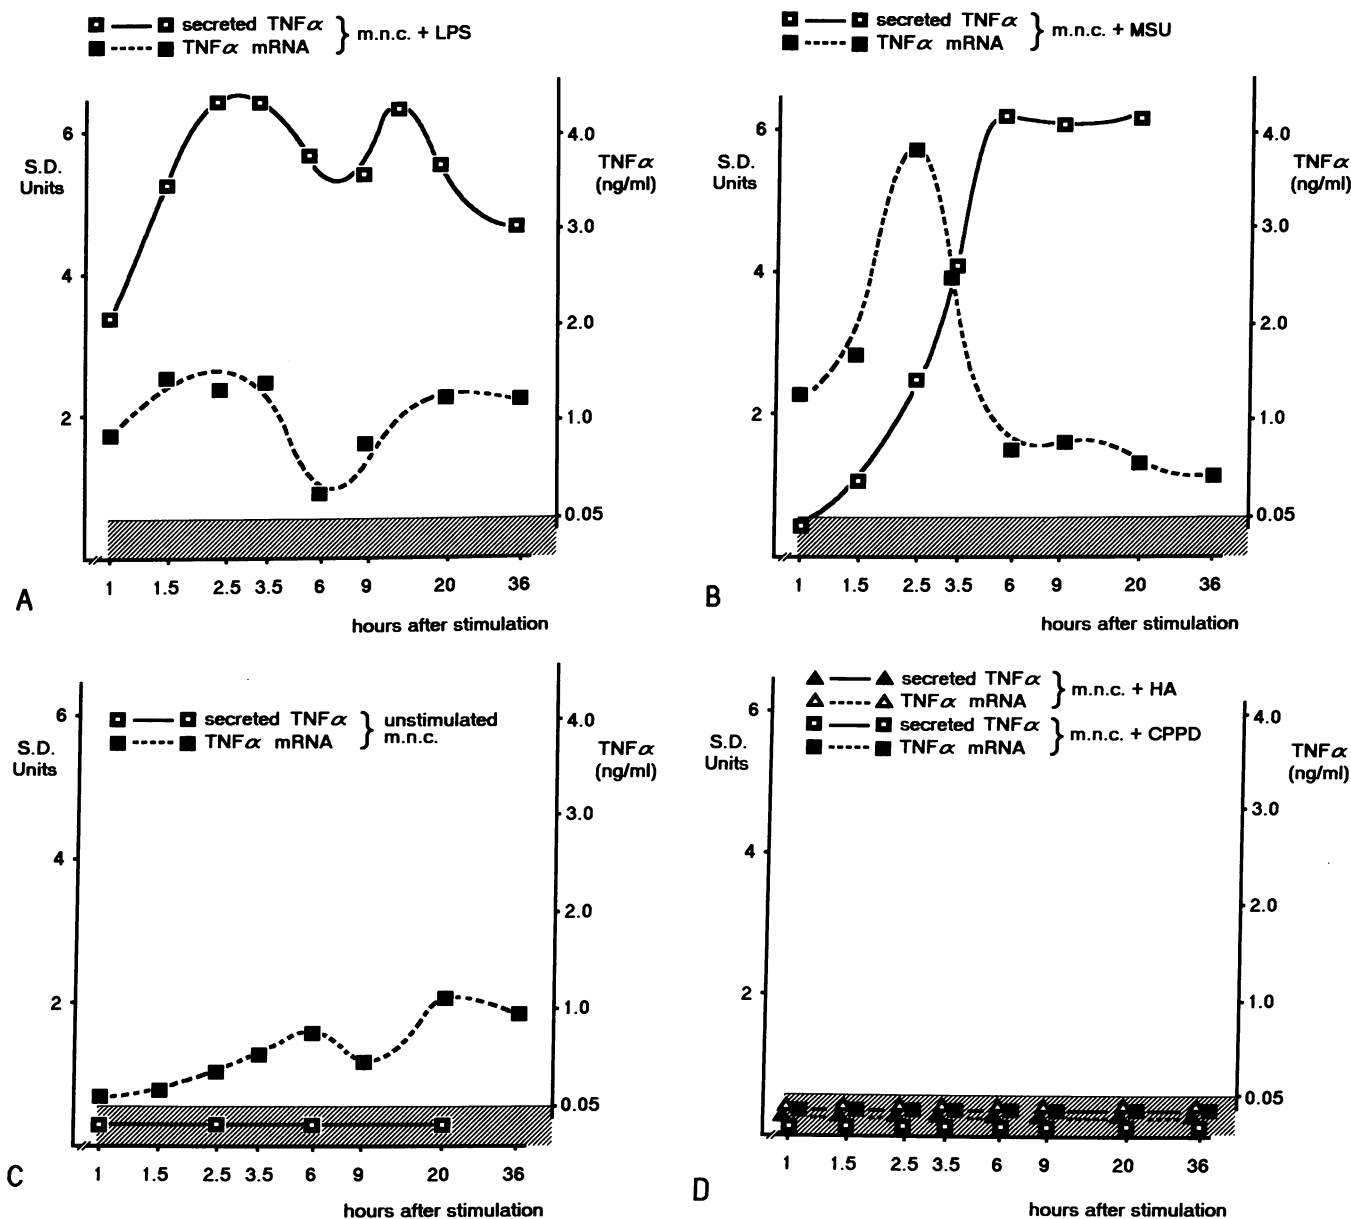 secreted TNFα
TNFα mRNA
m.n.c. + LPS
S.D.
Units
6
4
2
TNFα
(ng/ml)
4.0
3.0
2.0
1.0
0.05
1 1.5 2.5 3.5 6 9 20 36
A
hours after stimulation
secreted TNFα
TNFα mRNA
m.n.c. + MSU
S.D.
Units
6
4
2
TNFα
(ng/ml)
4.0
3.0
2.0
1.0
0.05
1 1.5 2.5 3.5 6 9 20 36
B
hours after stimulation
secreted TNFα
TNFα mRNA
unstimulated
m.n.c.
S.D.
Units
6
4
2
TNFα
(ng/ml)
4.0
3.0
2.0
1.0
0.05
1 1.5 2.5 3.5 6 9 20 36
C
hours after stimulation
secreted TNFα
TNFα mRNA
m.n.c. + HA
secreted TNFα
TNFα mRNA
m.n.c. + CPPD
S.D.
Units
6
4
2
TNFα
(ng/ml)
4.0
3.0
2.0
1.0
0.05
1 1.5 2.5 3.5 6 9 20 36
D
hours after stimulation